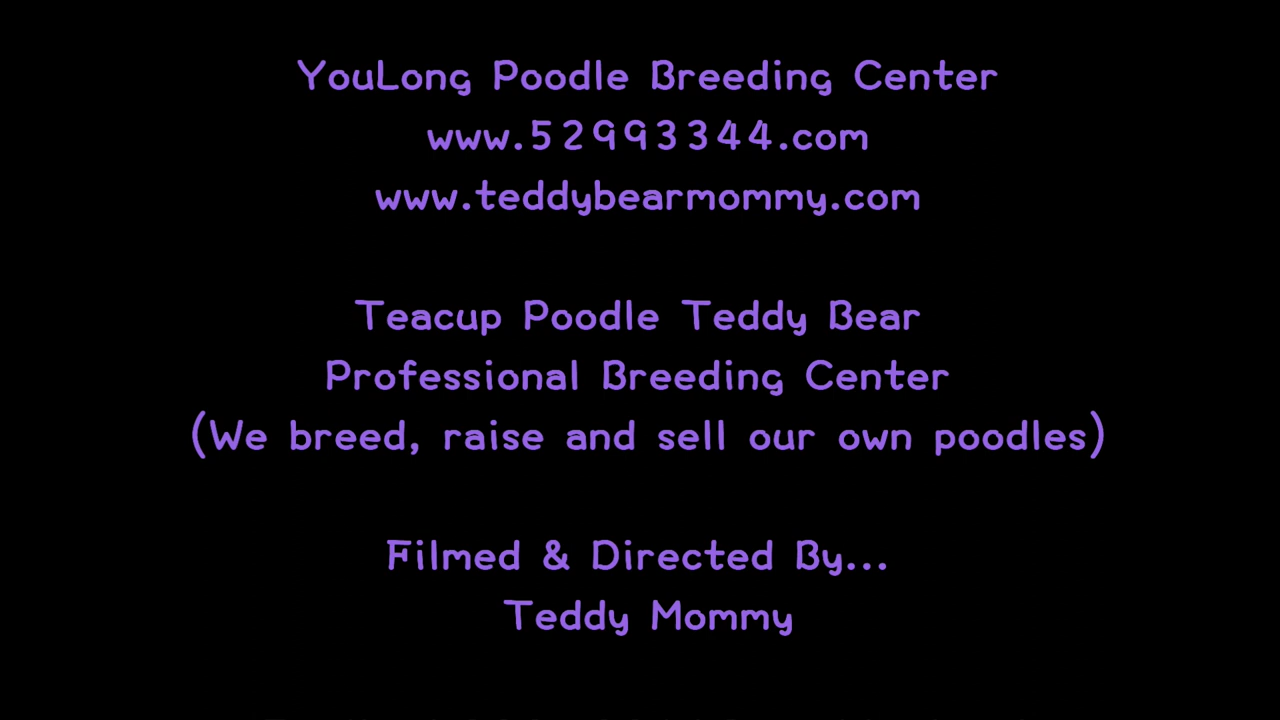 YouLong Poodle Breeding Center
www.52993344.com
www.teddybearmommy.com
Teacup Poodle Teddy Bear
Professional Breeding Center
(We breed, raise and sell our own poodles)
Filmed & Directed By...
Teddy Mommy